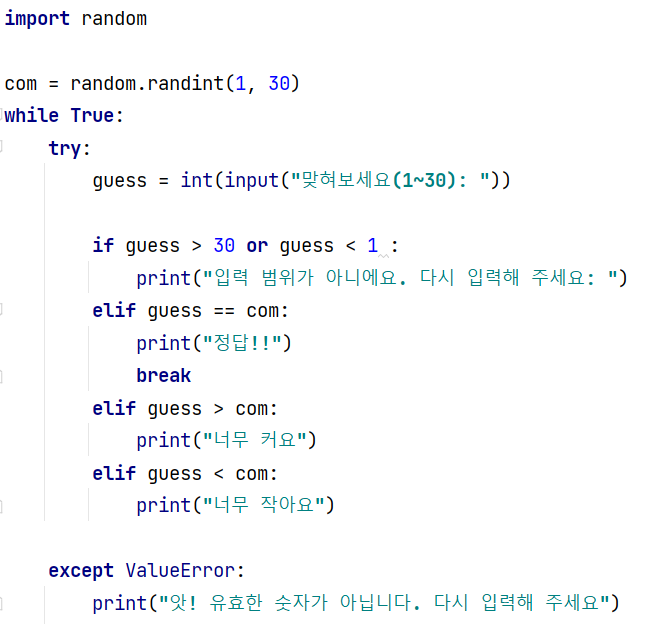 import random
com = random.randint(1, 30)
while True:
    try:
        guess = int(input("맞혀보세요(1~30): "))
        if guess > 30 or guess < 1 :
            print("입력 범위가 아니에요. 다시 입력해 주세요: ")
        elif guess == com:
            print("정답!!")
            break
        elif guess > com:
            print("너무 커요")
        elif guess < com:
            print("너무 작아요")
    except ValueError:
        print("앗! 유효한 숫자가 아닙니다. 다시 입력해 주세요")